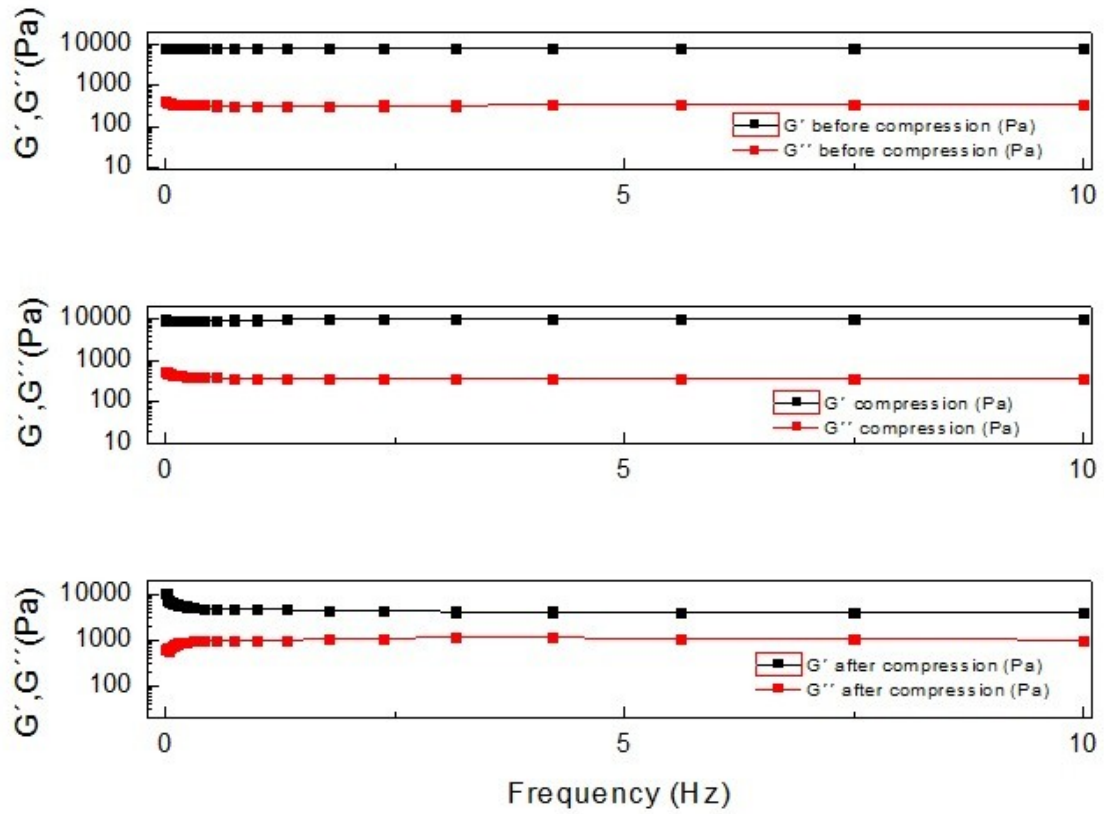 G´,G´´(Pa)
10000
1000
100
10
G´ before compression (Pa)
G´´ before compression (Pa)
0 5 10
G´,G´´(Pa)
10000
1000
100
10
G´ compression (Pa)
G´´ compression (Pa)
0 5 10
G´,G´´(Pa)
10000
1000
100
G´ after compression (Pa)
G´´ after compression (Pa)
0 5 10
Frequency (Hz)